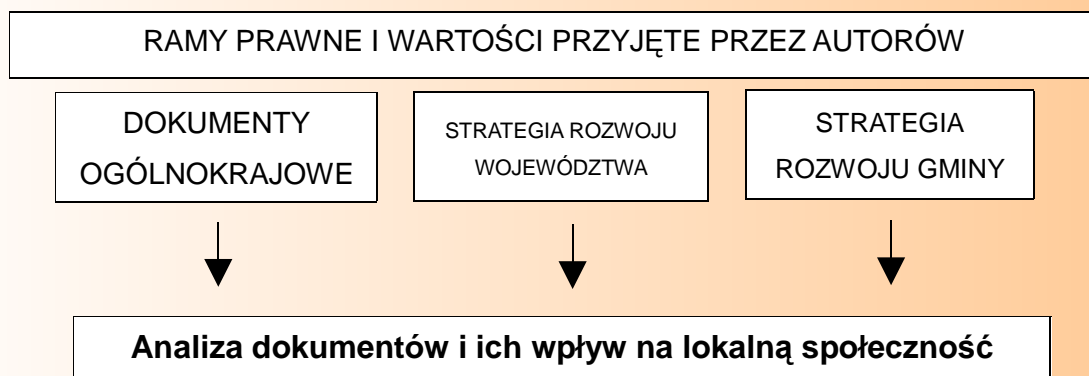 RAMY PRAWNE I WARTOŚCI PRZYJĘTE PRZEZ AUTORÓW
DOKUMENTY
OGÓLNOKRAJOWE
STRATEGIA ROZWOJU
WOJEWÓDZTWA
STRATEGIA
ROZWOJU GMINY
Analiza dokumentów i ich wpływ na lokalną społeczność